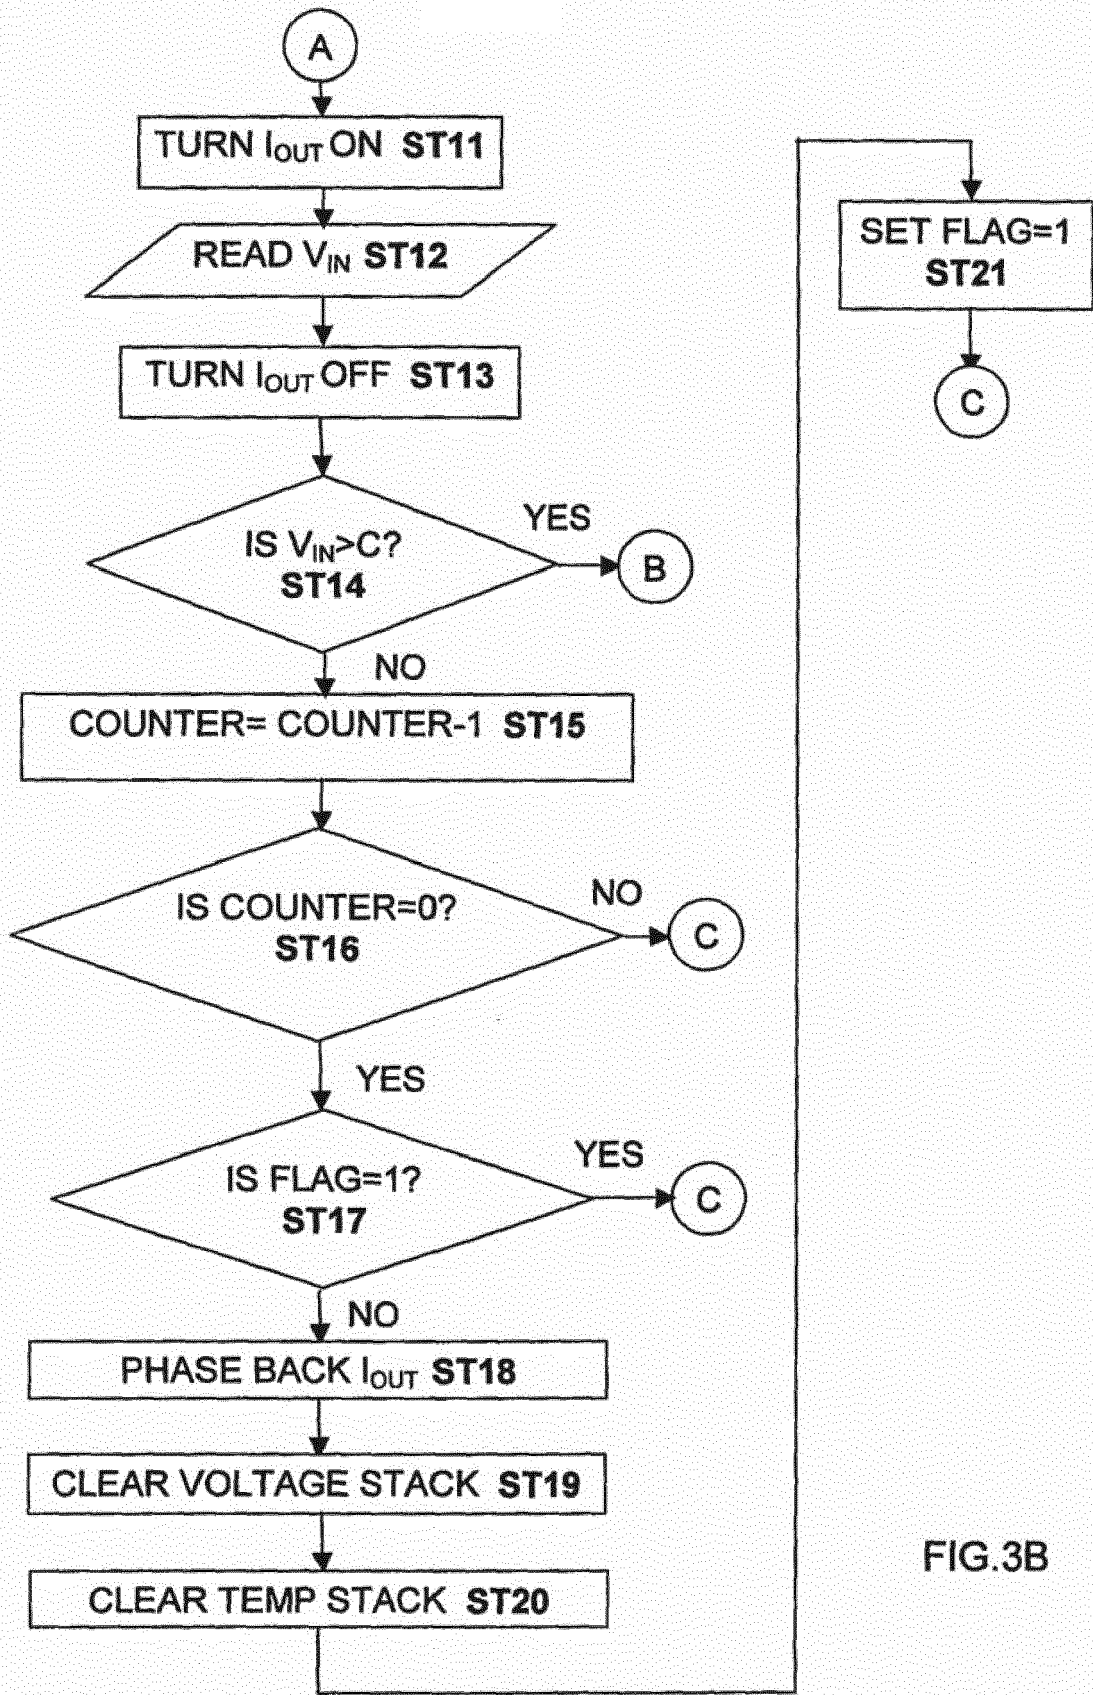 A
TURN IOUT ON ST11
READ VIN ST12
TURN IOUT OFF ST13
IS VIN>C?
ST14
YES
B
NO
COUNTER= COUNTER-1 ST15
IS COUNTER=0?
ST16
NO
C
YES
IS FLAG=1?
ST17
YES
C
NO
PHASE BACK IOUT ST18
CLEAR VOLTAGE STACK ST19
CLEAR TEMP STACK ST20
SET FLAG=1
ST21
C
FIG.3B